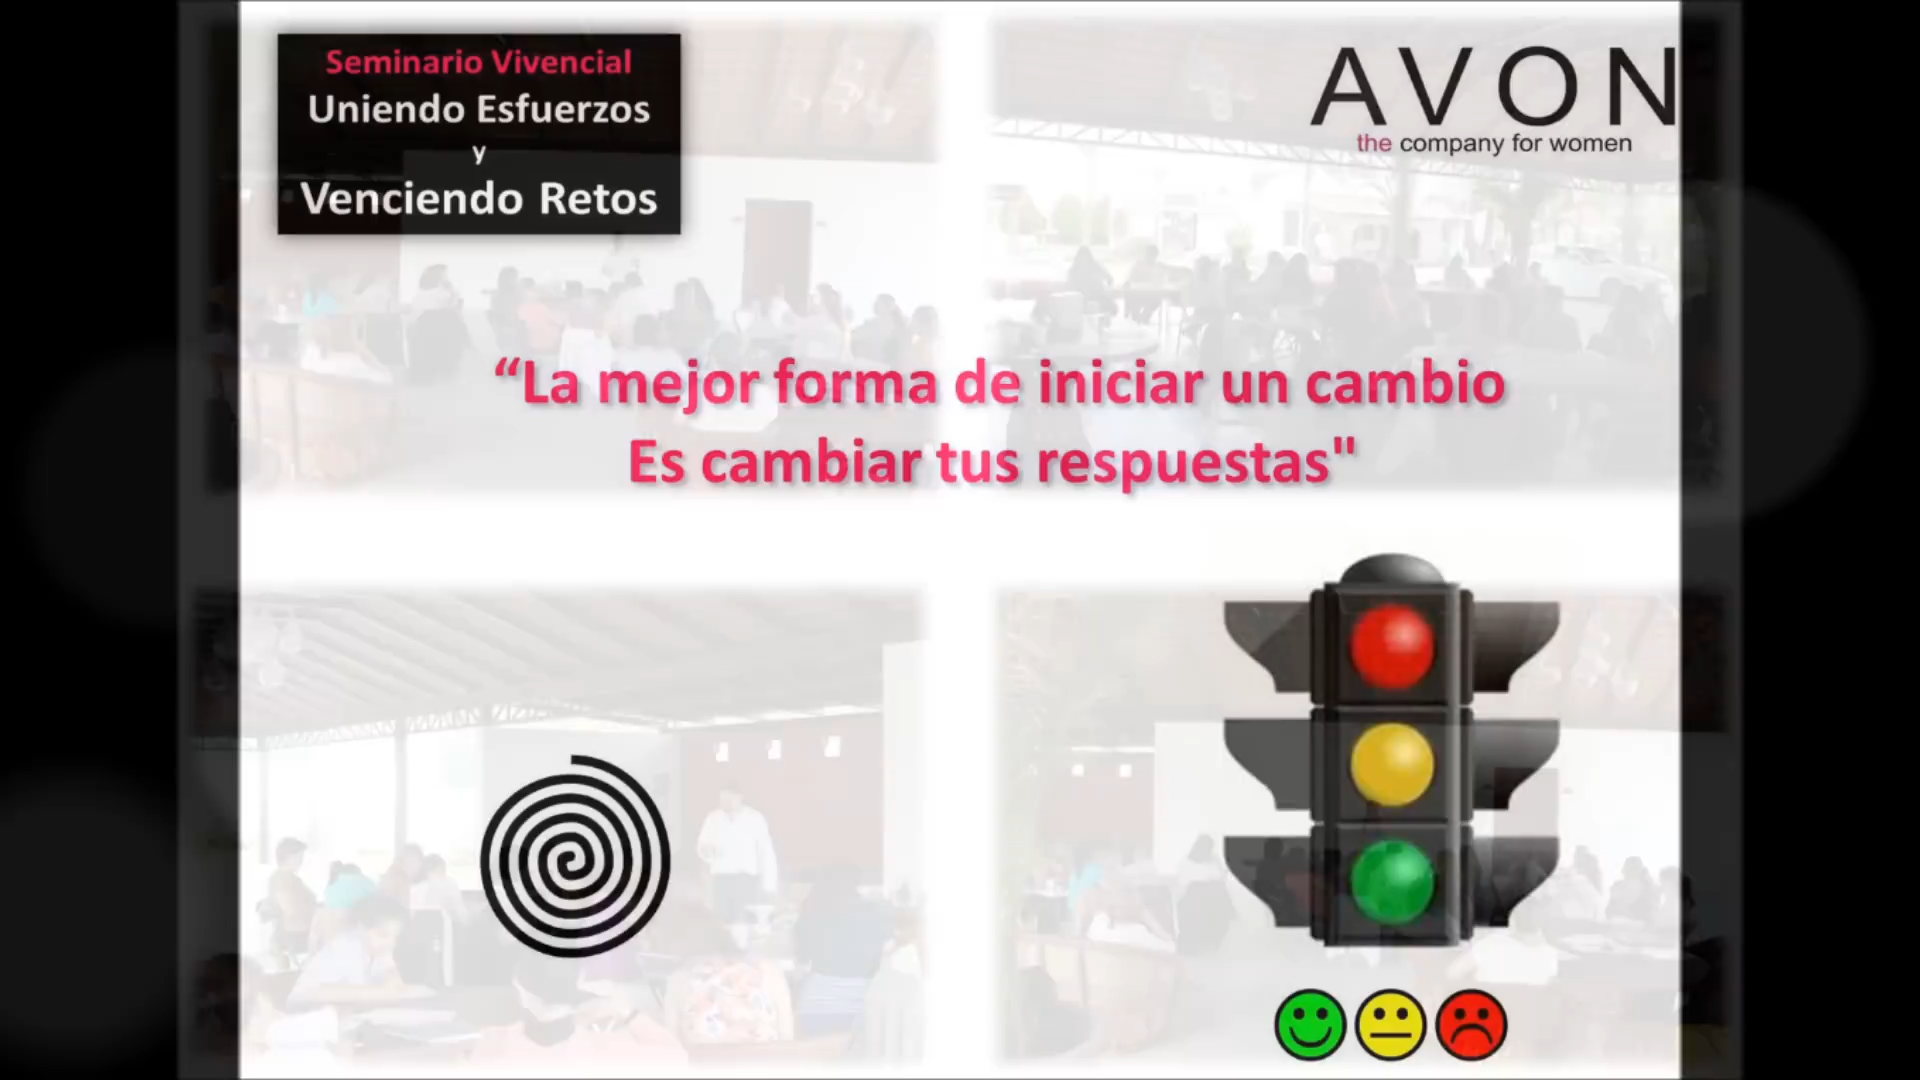 Seminario Vivencial
Uniendo Esfuerzos
y
Venciendo Retos
AVON
the company for women
“La mejor forma de iniciar un cambio
Es cambiar tus respuestas"